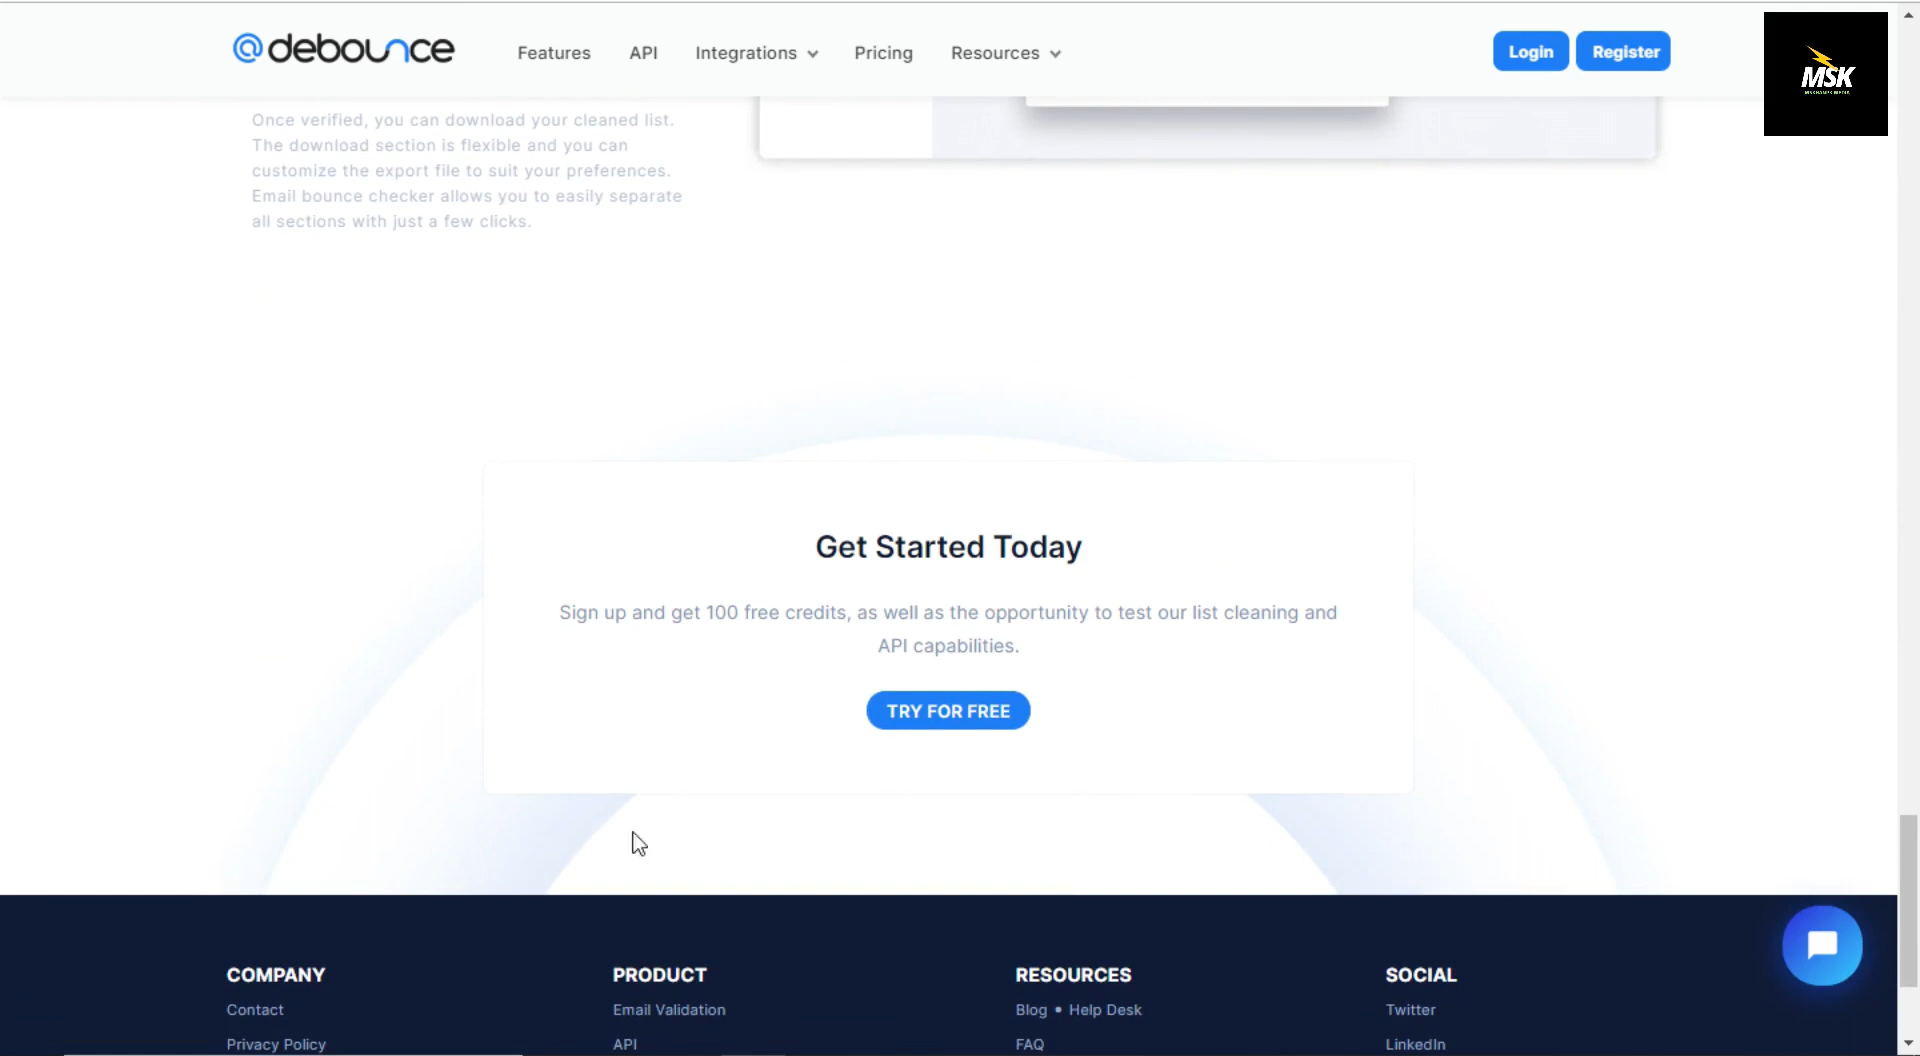 @debounce
Features API Integrations Pricing Resources
Login Register
MSK
Once verified, you can download your cleaned list.
The download section is flexible and you can
customize the export file to suit your preferences.
Email bounce checker allows you to easily separate
all sections with just a few clicks.
Get Started Today
Sign up and get 100 free credits, as well as the opportunity to test our list cleaning and
API capabilities.
TRY FOR FREE
COMPANY PRODUCT RESOURCES SOCIAL
Contact Email Validation Blog • Help Desk Twitter
Privacy Policy API FAQ LinkedIn